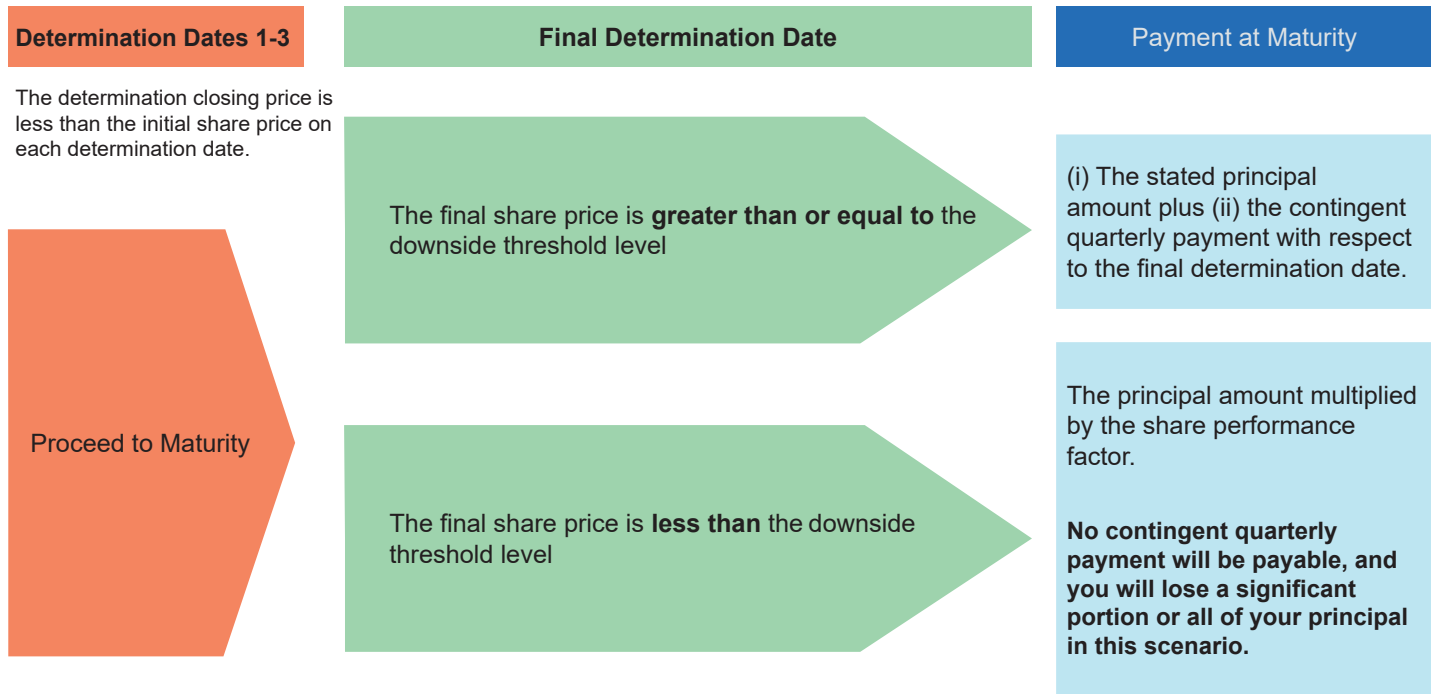 Determination Dates 1-3
The determination closing price is
less than the initial share price on
each determination date.
Proceed to Maturity
Final Determination Date
The final share price is greater than or equal to the
downside threshold level
The final share price is less than the downside
threshold level
Payment at Maturity
(i) The stated principal
amount plus (ii) the contingent
quarterly payment with respect
to the final determination date.
The principal amount multiplied
by the share performance
factor.
No contingent quarterly
payment will be payable, and
you will lose a significant
portion or all of your principal
in this scenario.